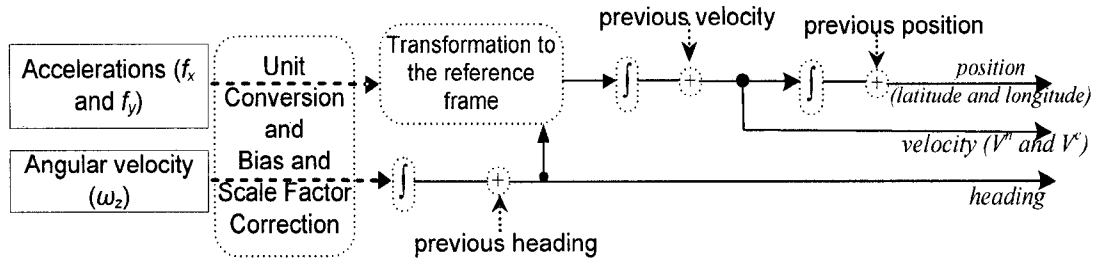 previous velocity
previous position
Accelerations (fx
and fy)
Unit
Conversion
and
Bias and
Scale Factor
Correction
Transformation to
the reference
frame
∫
+
∫
+
position
(latitude and longitude)
velocity (Vⁿ and Vᵉ)
Angular velocity
(ωz)
∫
+
heading
previous heading